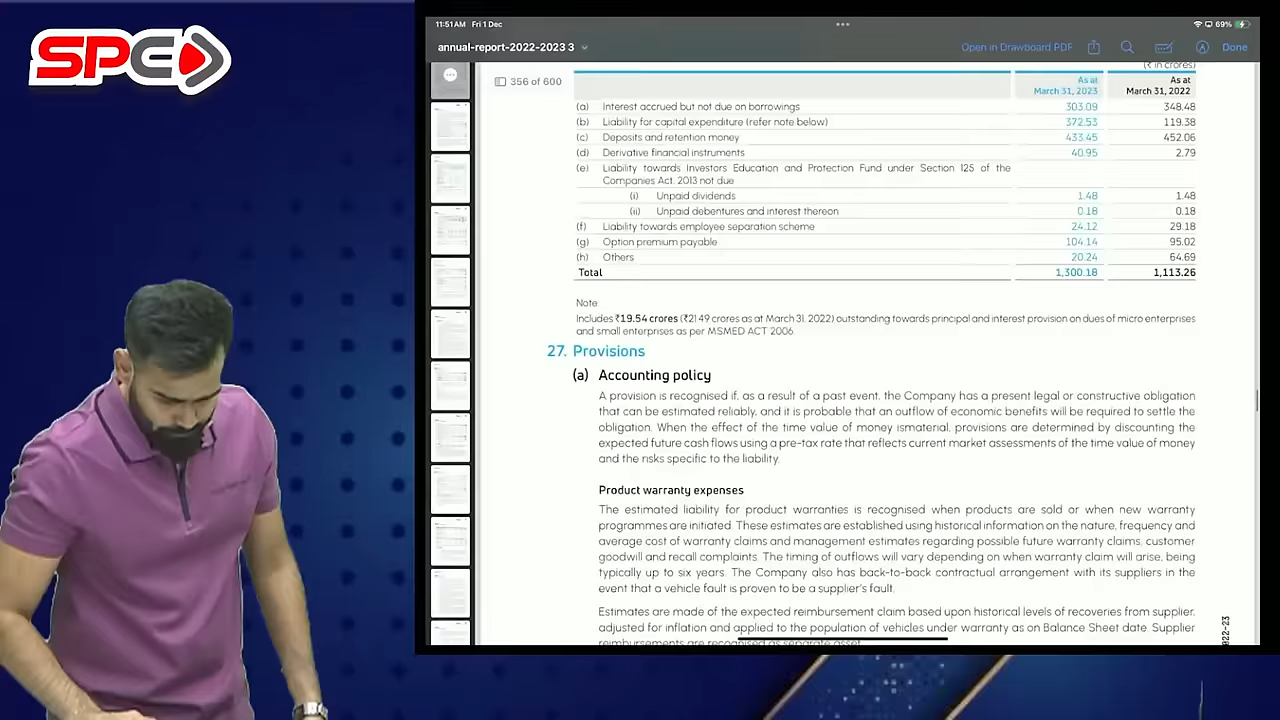 SPC
11:51AM Fri 1 Dec
69%
annual-report-2022-2023 3
Open in Drawboard PDF
Done
356 of 600
(₹ in crores)
As at March 31, 2023
As at March 31, 2022
(a) Interest accrued but not due on borrowings 303.09 348.48
(b) Liability for capital expenditure (refer note below) 372.53 119.38
(c) Deposits and retention money 433.45 452.06
(d) Derivative financial instruments 40.95 2.79
(e) Liability towards Investors Education and Protection Fund under Section 125 of the
Companies Act, 2013 not due
(i) Unpaid dividends 1.48 1.48
(ii) Unpaid debentures and interest thereon 0.18 0.18
(f) Liability towards employee separation scheme 24.12 29.18
(g) Option premium payable 104.14 95.02
(h) Others 20.24 64.69
Total 1,300.18 1,113.26
Note
Includes ₹19.54 crores crores as at March 31, 2022) outstanding towards principal and interest provision on dues of micro enterprises
and small enterprises as per MSMED ACT 2006.
27. Provisions
(a) Accounting policy
A provision is recognised if, as a result of a past event, the Company has a present legal or constructive obligation
that can be estimated reliably, and it is probable that an outflow of economic benefits will be required to settle the
obligation. When the effect of the time value of money ismaterial, provisions are determined by discounting the
expected future cash flows using a pre-tax rate that reflects current market assessments of the time value of money
and the risks specific to the liability.
Product warranty expenses
The estimated liability for product warranties is recognised when products are sold or when new warranty
programmes are initiated. These estimates are established using historical information on the nature, frequency and
average cost of warranty claims and management estimates regarding possible future warranty claims, customer
goodwill and recall complaints. The timing of outflows will vary depending on when warranty claim will arise, being
typically up to six years. The Company also has back-to-back contractual arrangement with its suppliers in the
event that a vehicle fault is proven to be a supplier's fault.
Estimates are made of the expected reimbursement claim based upon historical levels of recoveries from supplier,
adjusted for inflation and applied to the population of vehicles under warranty as on Balance Sheet date. Supplier
reimbursements are recognised as separate asset.
022-23